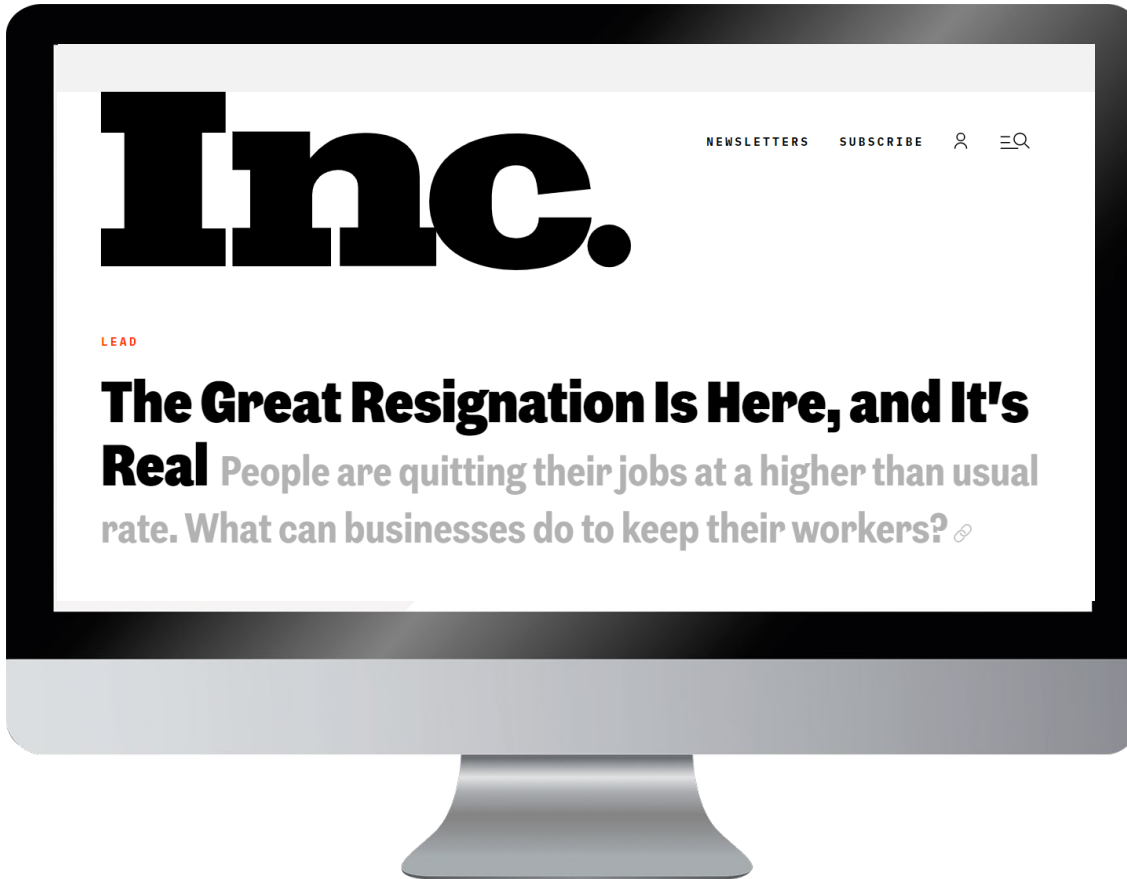 Inc.
NEWSLETTERS SUBSCRIBE
LEAD
The Great Resignation Is Here, and It's
Real People are quitting their jobs at a higher than usual
rate. What can businesses do to keep their workers?